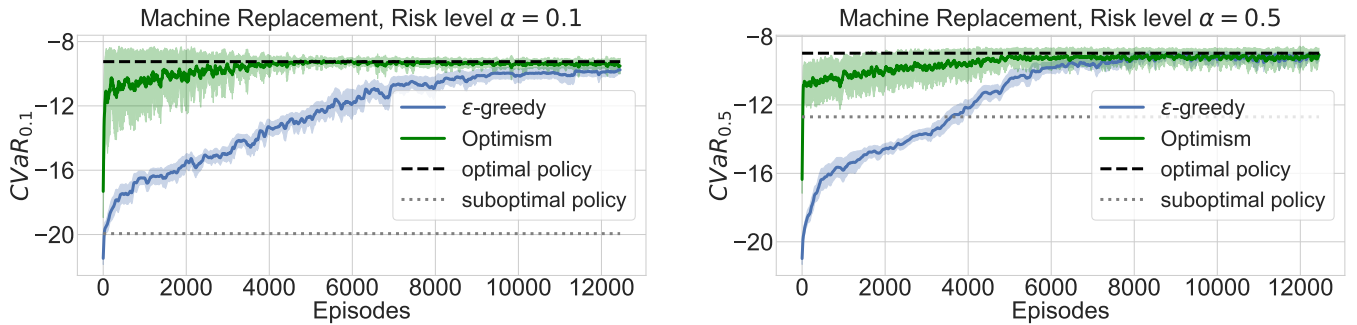 Machine Replacement, Risk level α = 0.1
−8
−12
−16
−20
CVaR0.1
0
2000
4000
6000
8000
10000
12000
Episodes
ε-greedy
Optimism
optimal policy
suboptimal policy
Machine Replacement, Risk level α = 0.5
−8
−12
−16
−20
CVaR0.5
0
2000
4000
6000
8000
10000
12000
Episodes
ε-greedy
Optimism
optimal policy
suboptimal policy